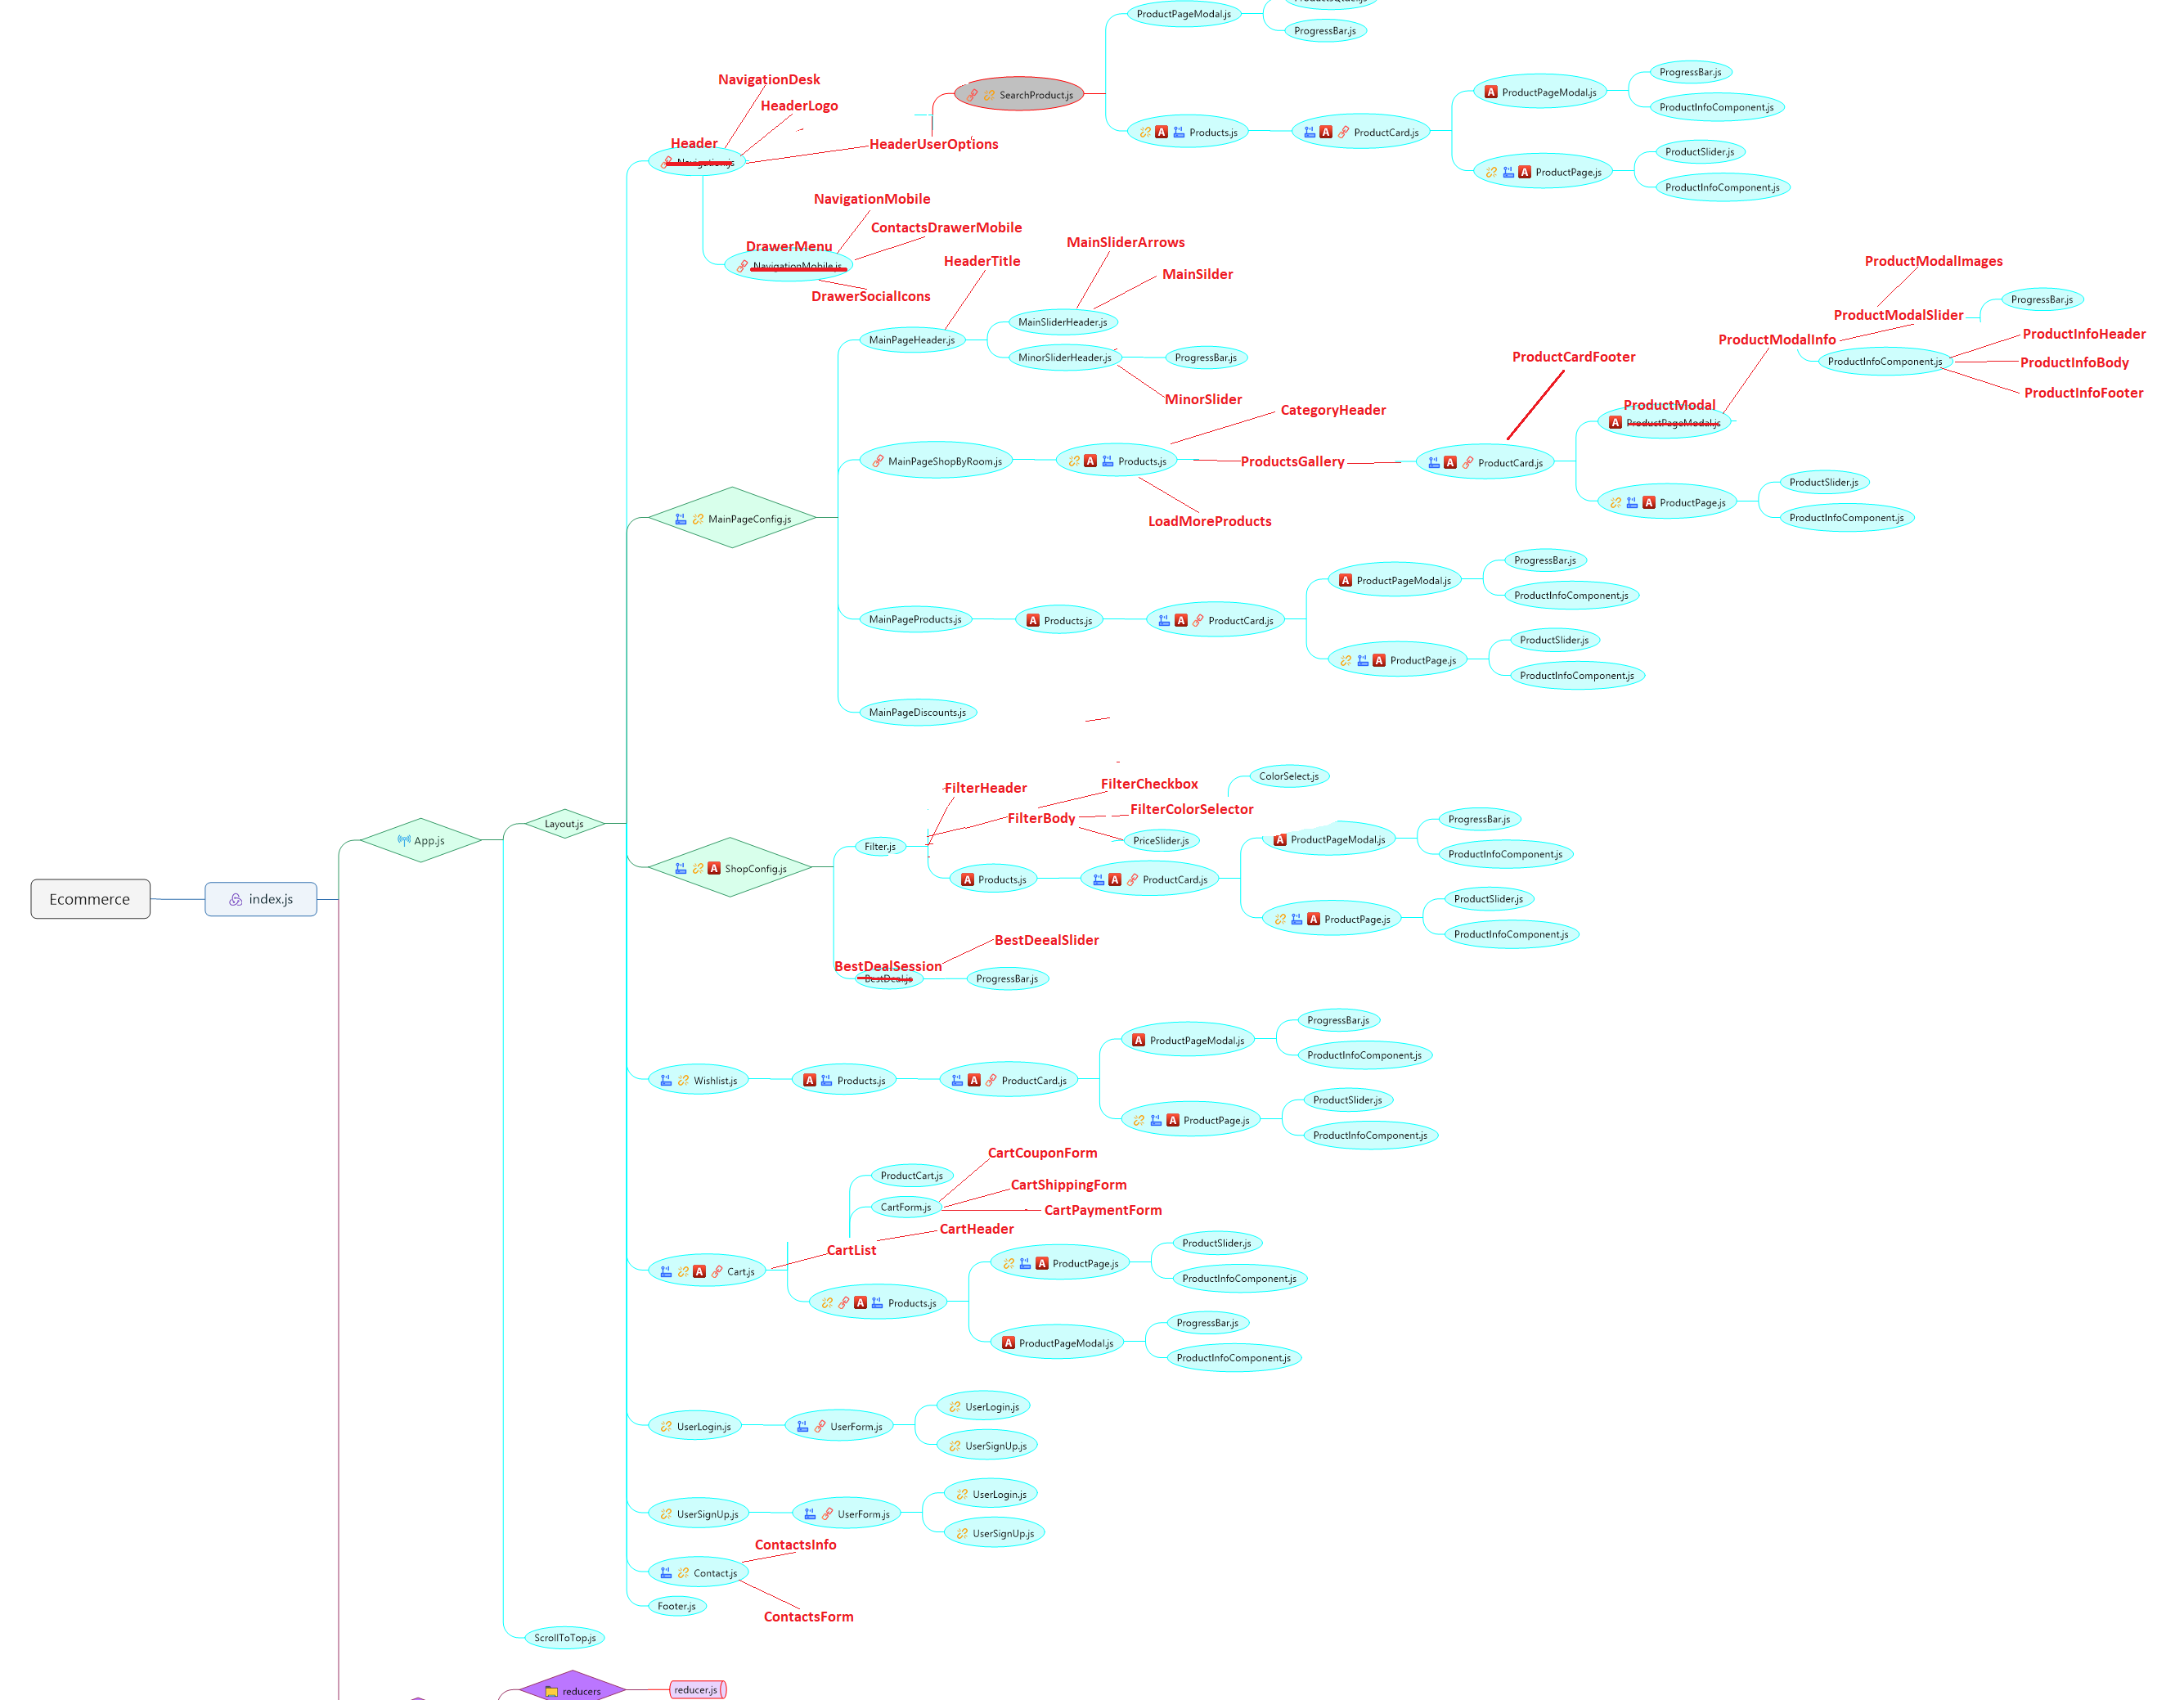 ProductPageModal.js
ProgressBar.js
NavigationDesk
HeaderLogo
SearchProduct.js
ProductPageModal.js
ProgressBar.js
ProductInfoComponent.js
Products.js
ProductCard.js
Header
Navigation.js
HeaderUserOptions
ProductPage.js
ProductSlider.js
ProductInfoComponent.js
NavigationMobile
ContactsDrawerMobile
DrawerMenu
NavigationMobile.js
DrawerSocialIcons
HeaderTitle
MainSliderArrows
MainSilder
MainPageHeader.js
MainSliderHeader.js
MinorSliderHeader.js
ProgressBar.js
MinorSlider
ProductModalImages
ProductModalSlider
ProgressBar.js
ProductModalInfo
ProductInfoComponent.js
ProductInfoHeader
ProductInfoBody
ProductInfoFooter
ProductCardFooter
CategoryHeader
ProductModal
ProductPageModal.js
MainPageShopByRoom.js
Products.js
ProductsGallery
ProductCard.js
LoadMoreProducts
ProductPage.js
ProductSlider.js
ProductInfoComponent.js
MainPageConfig.js
ProductPageModal.js
ProgressBar.js
ProductInfoComponent.js
MainPageProducts.js
Products.js
ProductCard.js
ProductPage.js
ProductSlider.js
ProductInfoComponent.js
MainPageDiscounts.js
FilterHeader
FilterCheckbox
ColorSelect.js
FilterColorSelector
FilterBody
PriceSlider.js
Layout.js
App.js
Filter.js
ProductPageModal.js
ProgressBar.js
ProductInfoComponent.js
ShopConfig.js
Products.js
ProductCard.js
ProductPage.js
ProductSlider.js
ProductInfoComponent.js
Ecommerce
index.js
BestDeealSlider
BestDealSession
BestDeal.js
ProgressBar.js
ProductPageModal.js
ProgressBar.js
ProductInfoComponent.js
Wishlist.js
Products.js
ProductCard.js
ProductPage.js
ProductSlider.js
ProductInfoComponent.js
CartCouponForm
ProductCart.js
CartShippingForm
CartForm.js
CartPaymentForm
CartHeader
CartList
Cart.js
ProductPage.js
ProductSlider.js
ProductInfoComponent.js
Products.js
ProductPageModal.js
ProgressBar.js
ProductInfoComponent.js
UserLogin.js
UserForm.js
UserLogin.js
UserSignUp.js
UserSignUp.js
UserForm.js
UserLogin.js
UserSignUp.js
ContactsInfo
Contact.js
Footer.js
ContactsForm
ScrollToTop.js
reducers
reducer.js